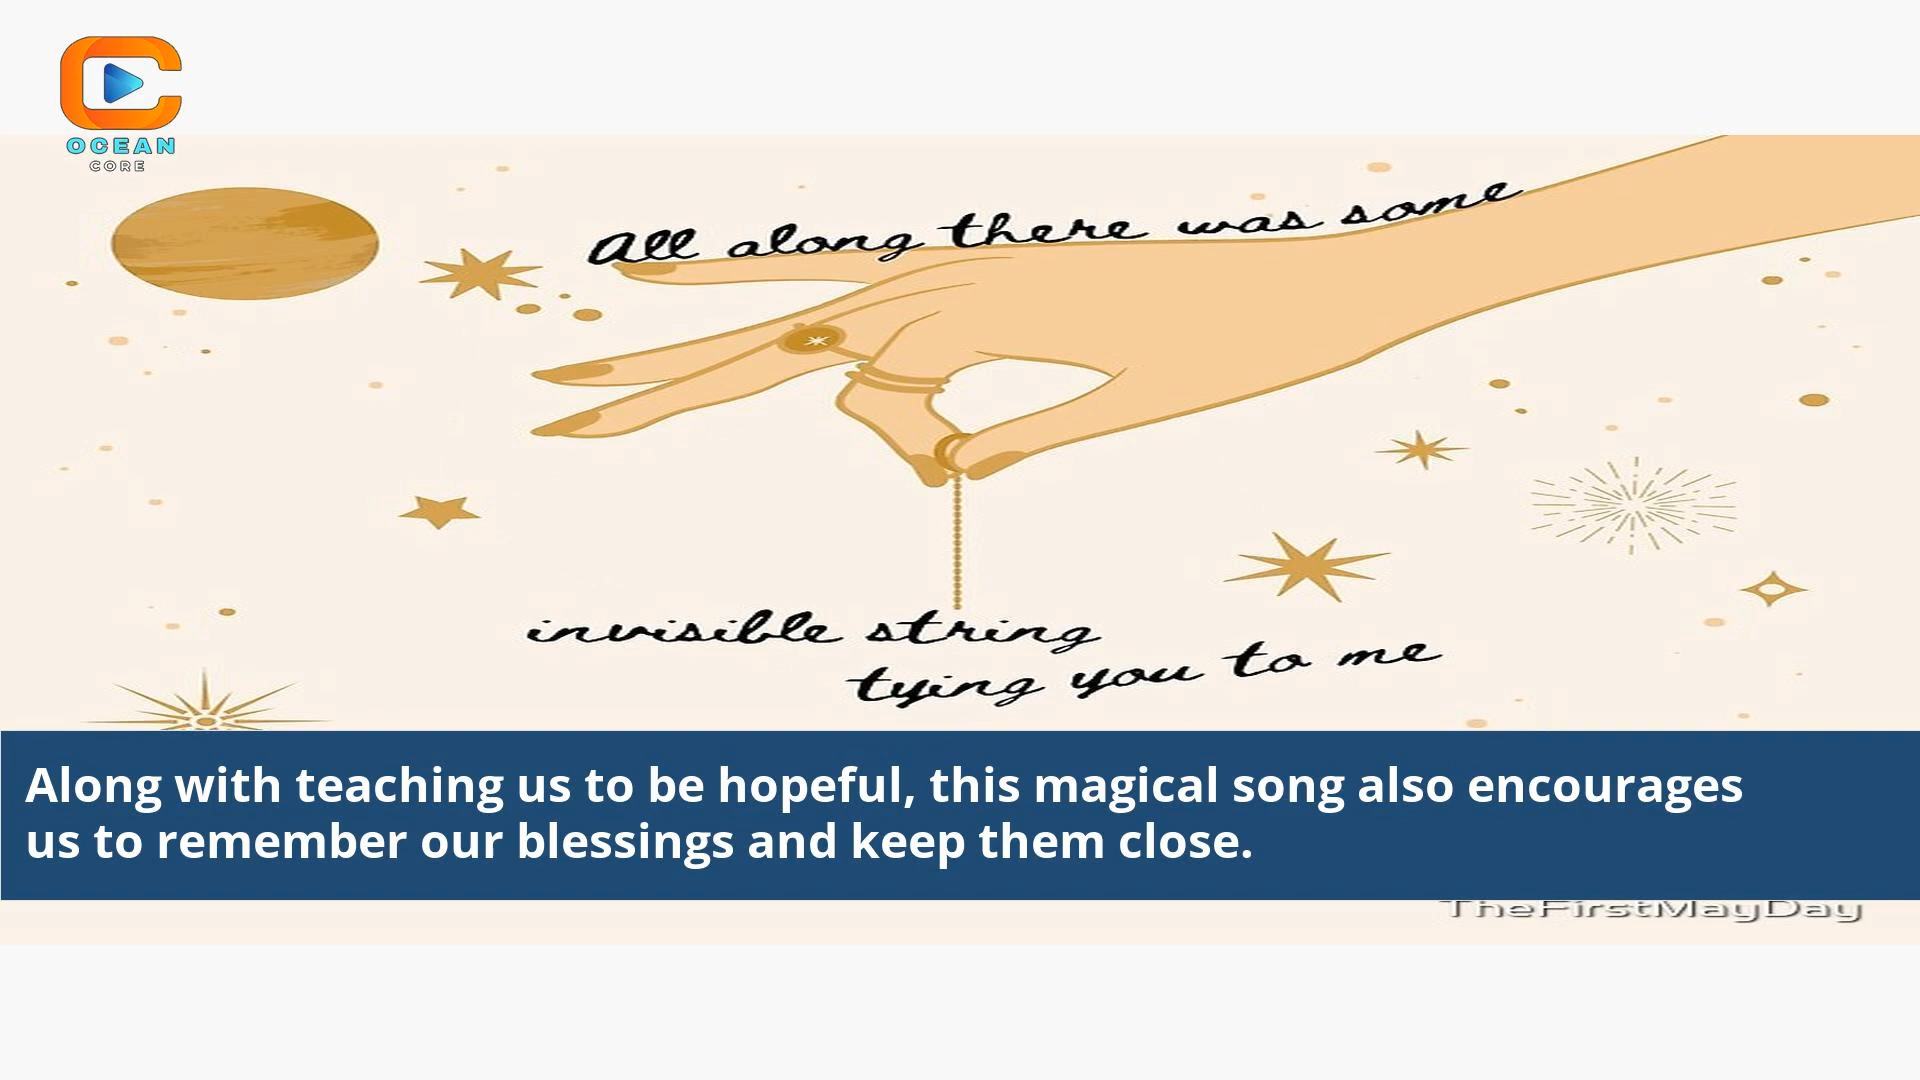 OCEAN
CORE
All along there was some
invisible string
tying you to me
Along with teaching us to be hopeful, this magical song also encourages
us to remember our blessings and keep them close.
TheFirstMayDay